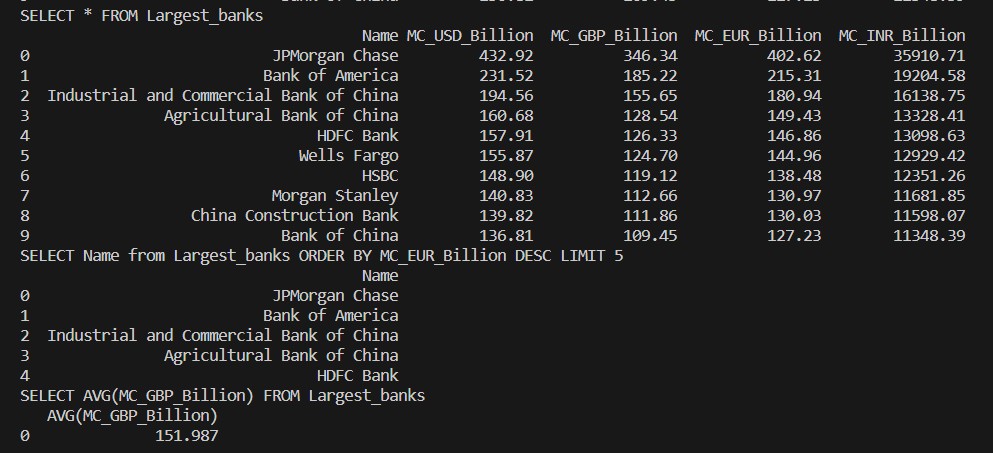 SELECT * FROM Largest_banks
Name MC_USD_Billion MC_GBP_Billion MC_EUR_Billion MC_INR_Billion
0 JPMorgan Chase 432.92 346.34 402.62 35910.71
1 Bank of America 231.52 185.22 215.31 19204.58
2 Industrial and Commercial Bank of China 194.56 155.65 180.94 16138.75
3 Agricultural Bank of China 160.68 128.54 149.43 13328.41
4 HDFC Bank 157.91 126.33 146.86 13098.63
5 Wells Fargo 155.87 124.70 144.96 12929.42
6 HSBC 148.90 119.12 138.48 12351.26
7 Morgan Stanley 140.83 112.66 130.97 11681.85
8 China Construction Bank 139.82 111.86 130.03 11598.07
9 Bank of China 136.81 109.45 127.23 11348.39
SELECT Name from Largest_banks ORDER BY MC_EUR_Billion DESC LIMIT 5
Name
0 JPMorgan Chase
1 Bank of America
2 Industrial and Commercial Bank of China
3 Agricultural Bank of China
4 HDFC Bank
SELECT AVG(MC_GBP_Billion) FROM Largest_banks
AVG(MC_GBP_Billion)
0 151.987